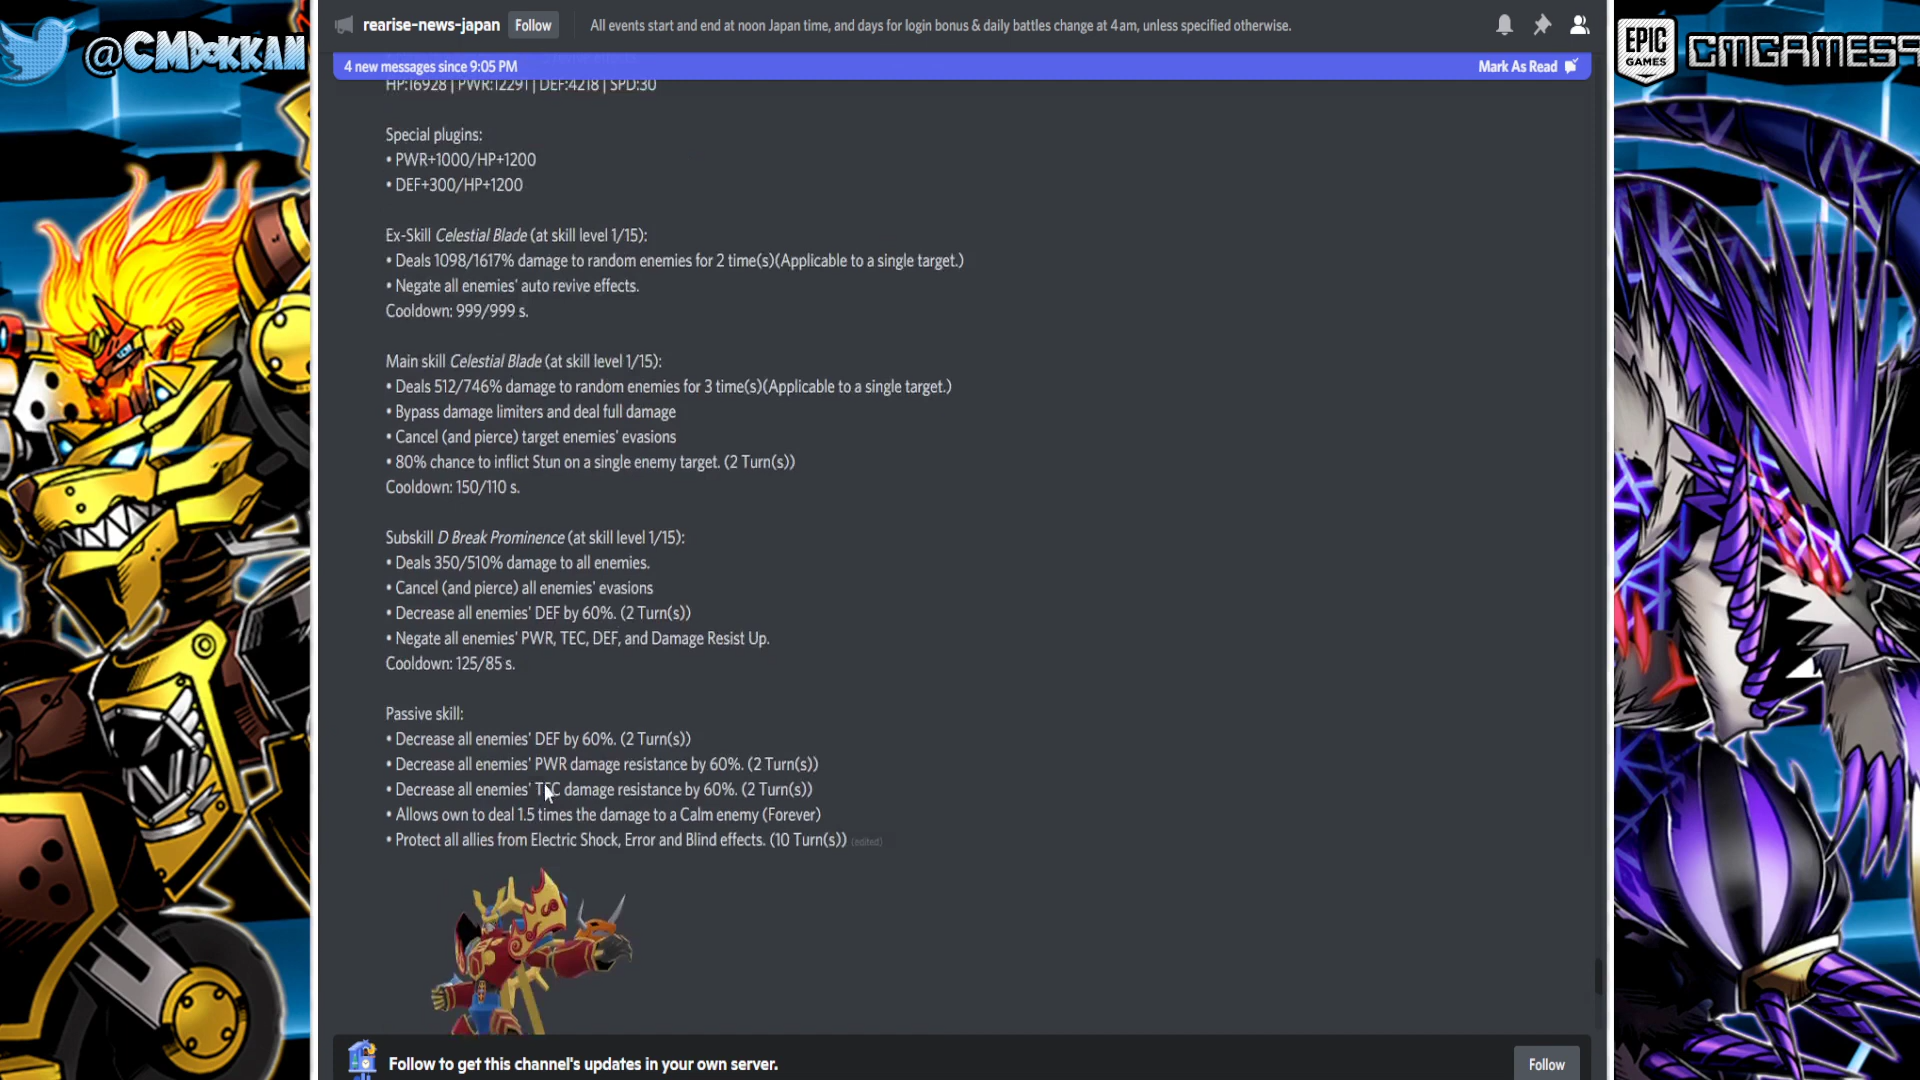 @CMDOKKAN
rearise-news-japan
Follow
All events start and end at noon Japan time, and days for login bonus & daily battles change at 4am, unless specified otherwise.
EPIC
GAMES
CMGAMES9
4 new messages since 9:05 PM
Mark As Read
HP:16928 | PWR:12291 | DEF:4218 | SPD:30
Special plugins:
• PWR+1000/HP+1200
• DEF+300/HP+1200
Ex-Skill Celestial Blade (at skill level 1/15):
• Deals 1098/1617% damage to random enemies for 2 time(s)(Applicable to a single target.)
• Negate all enemies' auto revive effects.
Cooldown: 999/999 s.
Main skill Celestial Blade (at skill level 1/15):
• Deals 512/746% damage to random enemies for 3 time(s)(Applicable to a single target.)
• Bypass damage limiters and deal full damage
• Cancel (and pierce) target enemies' evasions
• 80% chance to inflict Stun on a single enemy target. (2 Turn(s))
Cooldown: 150/110 s.
Subskill D Break Prominence (at skill level 1/15):
• Deals 350/510% damage to all enemies.
• Cancel (and pierce) all enemies' evasions
• Decrease all enemies' DEF by 60%. (2 Turn(s))
• Negate all enemies' PWR, TEC, DEF, and Damage Resist Up.
Cooldown: 125/85 s.
Passive skill:
• Decrease all enemies' DEF by 60%. (2 Turn(s))
• Decrease all enemies' PWR damage resistance by 60%. (2 Turn(s))
• Decrease all enemies' TEC damage resistance by 60%. (2 Turn(s))
• Allows own to deal 1.5 times the damage to a Calm enemy (Forever)
• Protect all allies from Electric Shock, Error and Blind effects. (10 Turn(s)) (edited)
Follow to get this channel's updates in your own server.
Follow